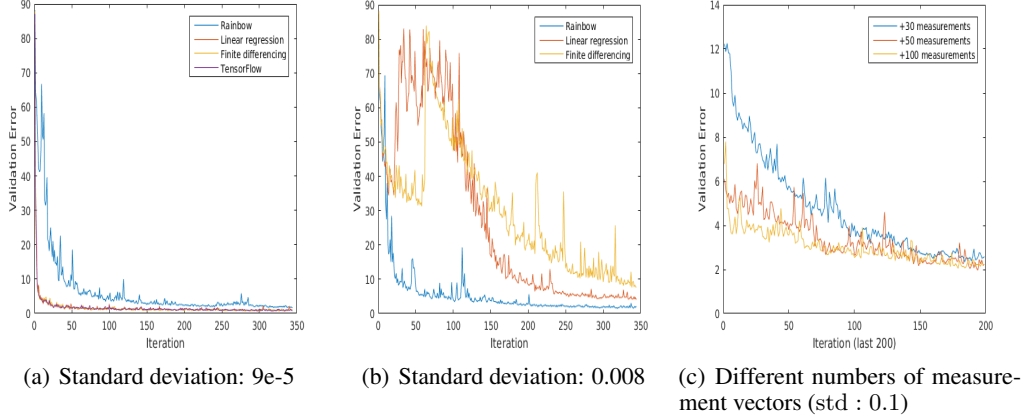 90
80
70
60
50
40
30
20
10
0
Validation Error
0 50 100 150 200 250 300 350
Iteration
Rainbow
Linear regression
Finite differencing
TensorFlow
(a) Standard deviation: 9e-5
90
80
70
60
50
40
30
20
10
0
Validation Error
0 50 100 150 200 250 300 350
Iteration
Rainbow
Linear regression
Finite differencing
(b) Standard deviation: 0.008
14
12
10
8
6
4
2
0
Validation Error
0 50 100 150 200
Iteration (last 200)
+30 measurements
+50 measurements
+100 measurements
(c) Different numbers of measure-
ment vectors (std : 0.1)